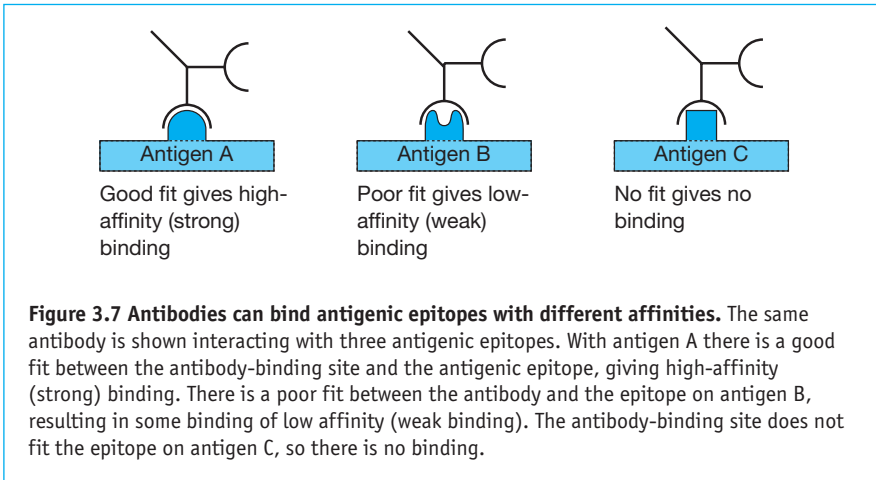 Antigen A
Antigen B
Antigen C
Good fit gives high-
affinity (strong)
binding
Poor fit gives low-
affinity (weak)
binding
No fit gives no
binding
Figure 3.7 Antibodies can bind antigenic epitopes with different affinities. The same
antibody is shown interacting with three antigenic epitopes. With antigen A there is a good
fit between the antibody-binding site and the antigenic epitope, giving high-affinity
(strong) binding. There is a poor fit between the antibody and the epitope on antigen B,
resulting in some binding of low affinity (weak binding). The antibody-binding site does not
fit the epitope on antigen C, so there is no binding.